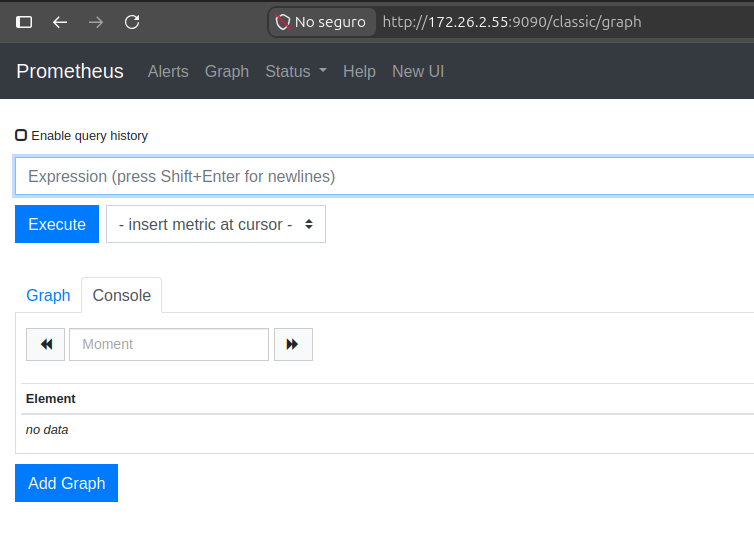 No seguro http://172.26.2.55:9090/classic/graph
Prometheus Alerts Graph Status Help New UI
Enable query history
Expression (press Shift+Enter for newlines)
Execute - insert metric at cursor -
Graph Console
Moment
Element
no data
Add Graph